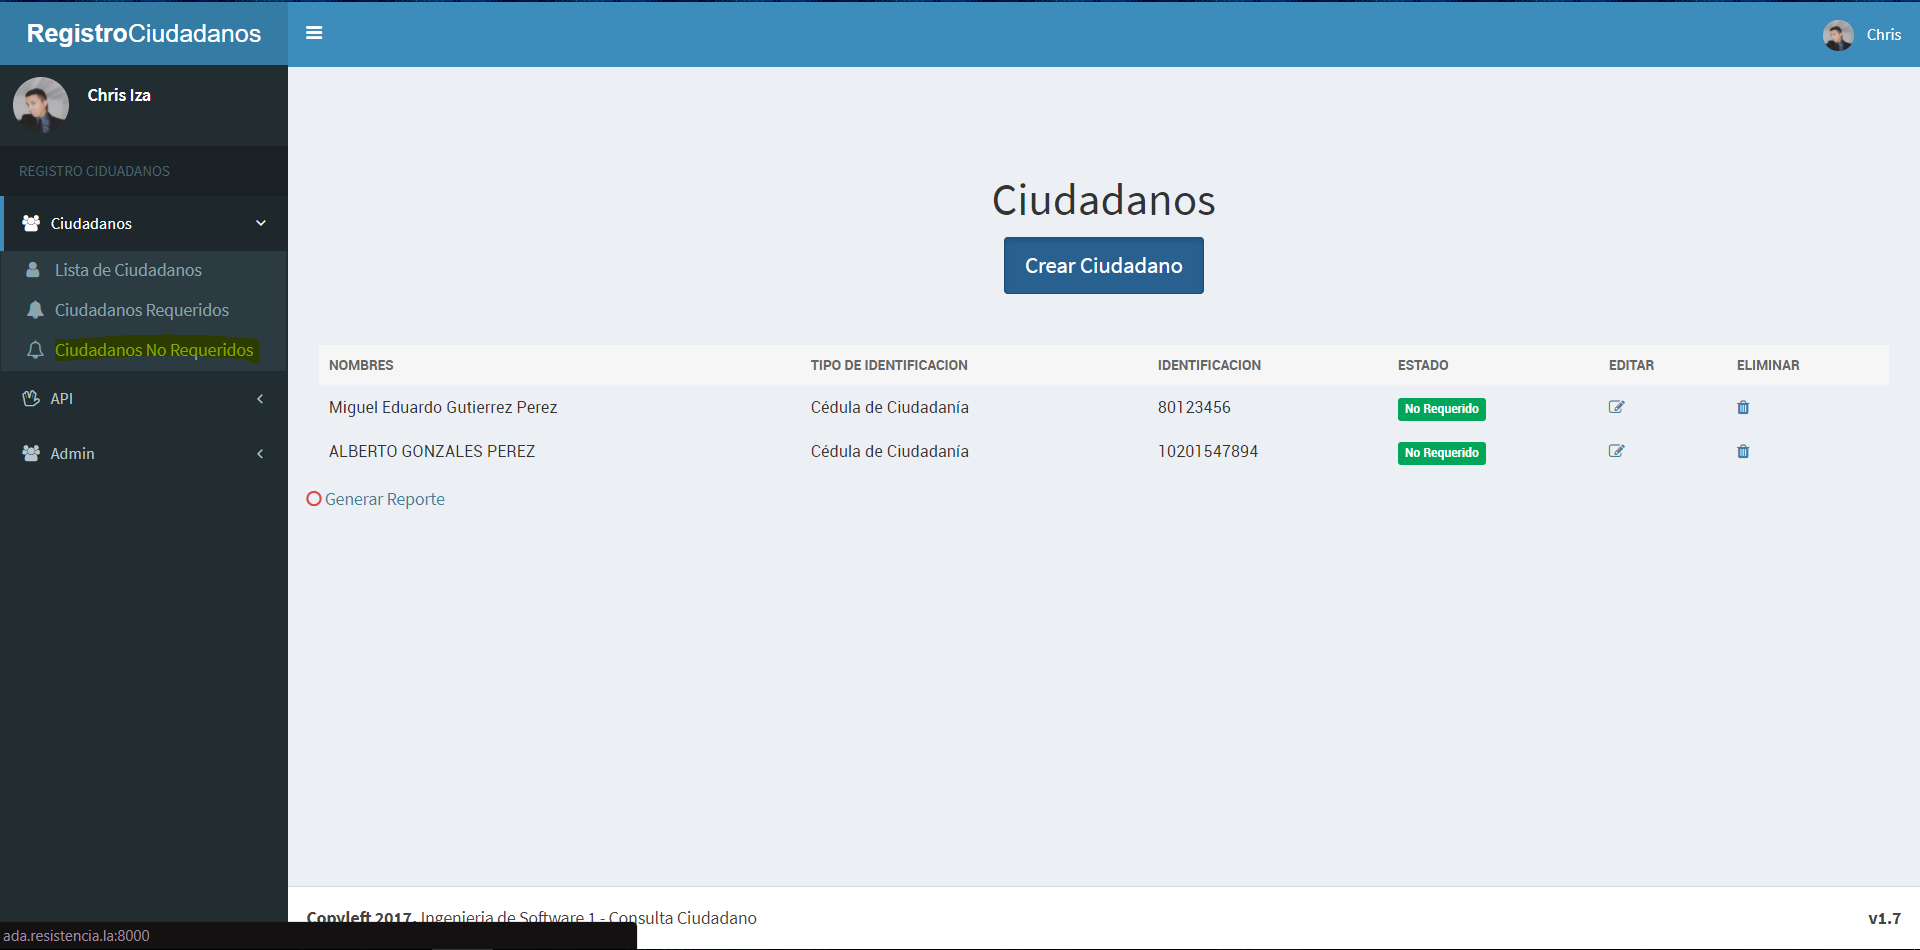 RegistroCiudadanos
Chris
Chris Iza
REGISTRO CIDUADANOS
Ciudadanos
Lista de Ciudadanos
Ciudadanos Requeridos
Ciudadanos No Requeridos
API
Admin
Ciudadanos
Crear Ciudadano
NOMBRES TIPO DE IDENTIFICACION IDENTIFICACION ESTADO EDITAR ELIMINAR
Miguel Eduardo Gutierrez Perez Cédula de Ciudadanía 80123456 No Requerido
ALBERTO GONZALES PEREZ Cédula de Ciudadanía 10201547894 No Requerido
Generar Reporte
Copyleft 2017. Ingenieria de Software 1 - Consulta Ciudadano
v1.7
ada.resistencia.la:8000